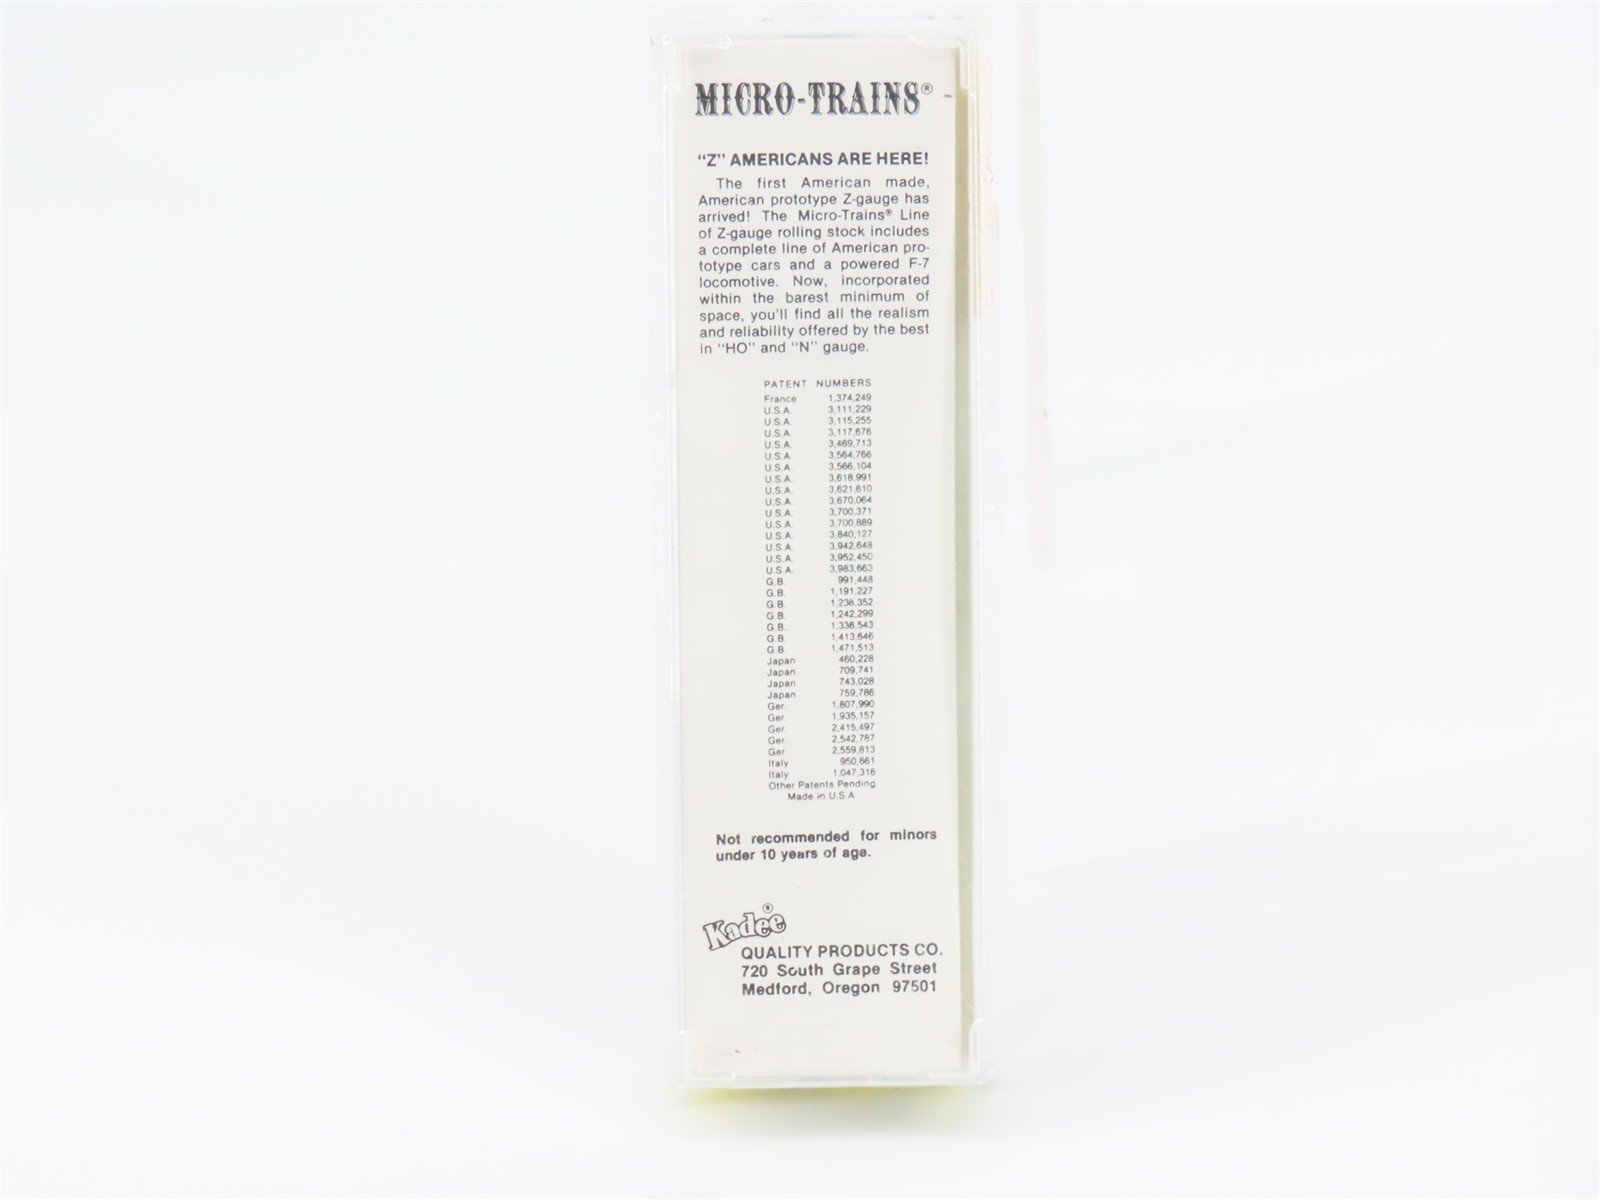 MICRO-TRAINS®
"Z" AMERICANS ARE HERE!
The first American made,
American prototype Z-gauge has
arrived! The Micro-Trains® Line
of Z-gauge rolling stock includes
a complete line of American pro-
totype cars and a powered F-7
locomotive. Now, incorporated
within the barest minimum of
space, you'll find all the realism
and reliability offered by the best
in "HO" and "N" gauge.
PATENT NUMBERS
France 1,374,249
U.S.A. 3,111,229
U.S.A. 3,115,255
U.S.A. 3,117,676
U.S.A. 3,469,713
U.S.A. 3,564,766
U.S.A. 3,566,104
U.S.A. 3,618,991
U.S.A. 3,621,610
U.S.A. 3,670,064
U.S.A. 3,700,371
U.S.A. 3,700,889
U.S.A. 3,840,127
U.S.A. 3,942,648
U.S.A. 3,952,450
U.S.A. 3,983,663
G.B. 991,448
G.B. 1,191,227
G.B. 1,236,352
G.B. 1,242,299
G.B. 1,336,543
G.B. 1,413,646
G.B. 1,471,513
Japan 460,228
Japan 709,741
Japan 743,028
Japan 759,786
Ger. 1,807,990
Ger. 1,935,157
Ger. 2,415,497
Ger. 2,542,787
Ger. 2,559,813
Italy 950,661
Italy 1,047,316
Other Patents Pending
Made in U.S.A.
Not recommended for minors
under 10 years of age.
Kadee®
QUALITY PRODUCTS CO.
720 South Grape Street
Medford, Oregon 97501